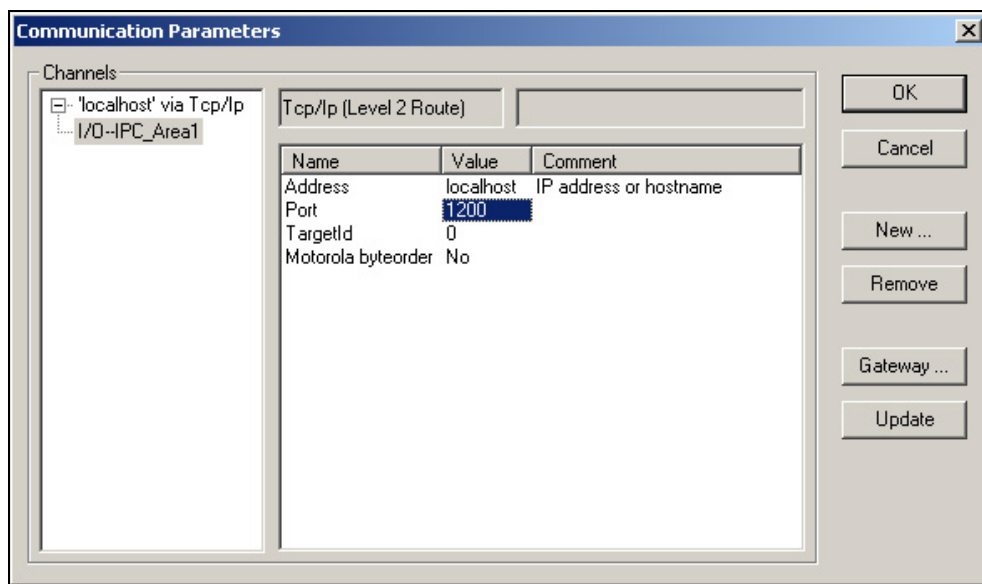 Communication Parameters
Channels
'localhost' via Tcp/Ip
I/O--IPC_Area1
Tcp/Ip (Level 2 Route)
Name Value Comment
Address localhost IP address or hostname
Port 1200
TargetId 0
Motorola byteorder No
OK
Cancel
New ...
Remove
Gateway ...
Update